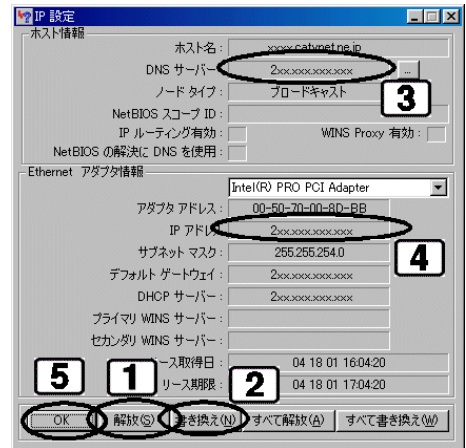 IP 設定
ホスト情報
ホスト名 : xxxx.catvnet.ne.jp
DNS サーバー 2xx.xxx.xxx.xxx ...
ノード タイプ : ブロードキャスト
3
NetBIOS スコープ ID :
IP ルーティング有効 : WINS Proxy 有効 :
NetBIOS の解決に DNS を使用 :
Ethernet アダプタ情報
Intel(R) PRO PCI Adapter
アダプタ アドレス : 00-50-70-00-8D-BB
IP アドレ 2xx.xxx.xxx.xxx
サブネット マスク : 255.255.254.0
4
デフォルト ゲートウェイ : 2xx.xxx.xxx.xxx
DHCP サーバー : 2xx.xxx.xxx.xxx
プライマリ WINS サーバー :
セカンダリ WINS サーバー :
ース取得日 : 04 18 01 16:04:20
5 1 リース期限 : 2 04 18 01 17:04:20
OK 解放(S) 書き換え(N) すべて解放(A) すべて書き換え(W)